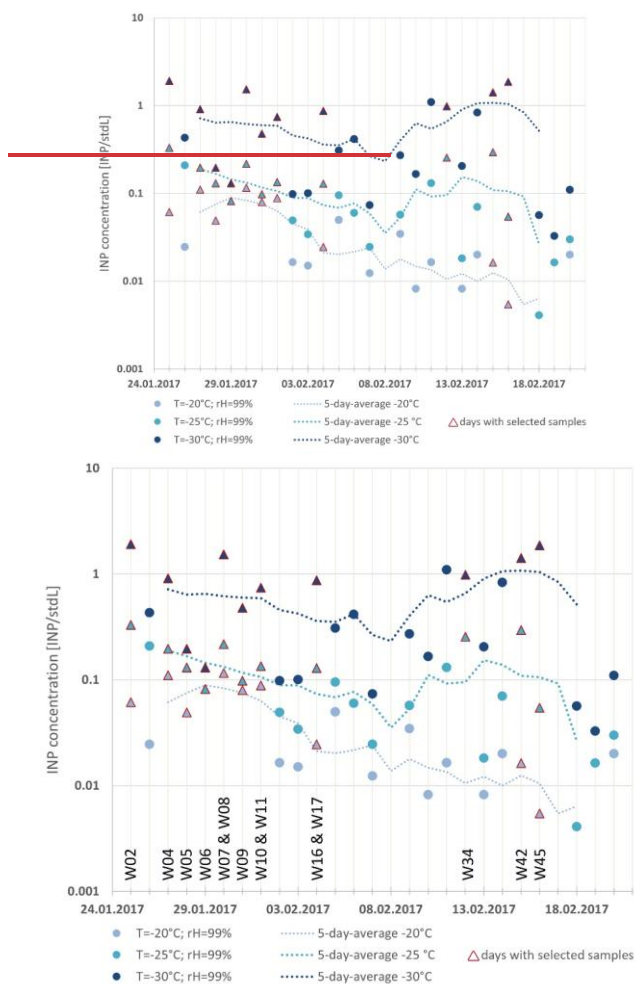 10
1
0.1
0.01
0.001
INP concentration [INP/stdL]
24.01.2017 29.01.2017 03.02.2017 08.02.2017 13.02.2017 18.02.2017
T=-20°C; rH=99% 5-day-average -20°C
T=-25°C; rH=99% 5-day-average -25 °C days with selected samples
T=-30°C; rH=99% 5-day-average -30°C
10
1
0.1
0.01
0.001
INP concentration [INP/stdL]
W02 W04 W05 W06 W07 & W08 W09 W10 & W11 W16 & W17 W34 W42 W45
24.01.2017 29.01.2017 03.02.2017 08.02.2017 13.02.2017 18.02.2017
T=-20°C; rH=99% 5-day-average -20°C
T=-25°C; rH=99% 5-day-average -25 °C days with selected samples
T=-30°C; rH=99% 5-day-average -30°C